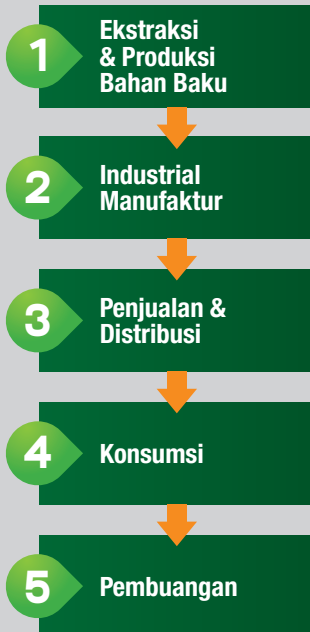 1
Ekstraksi
& Produksi
Bahan Baku
2
Industrial
Manufaktur
3
Penjualan &
Distribusi
4
Konsumsi
5
Pembuangan